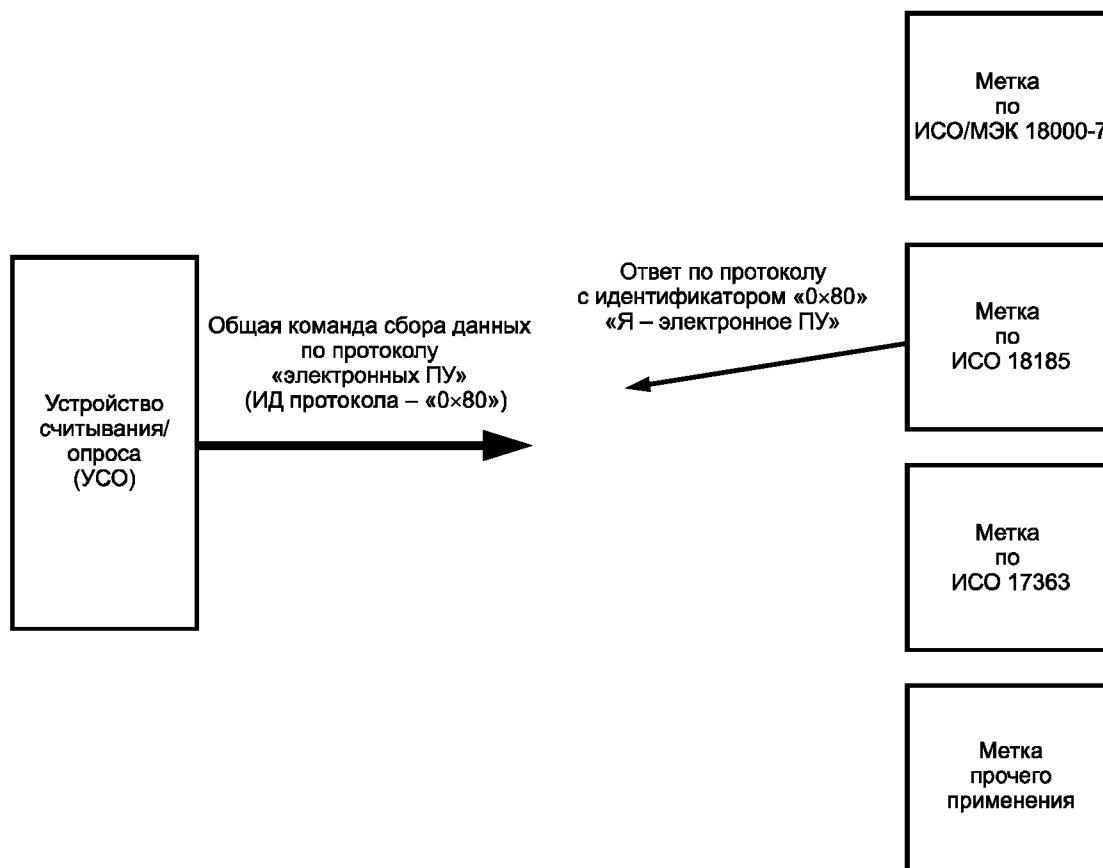 Устройство
считывания/
опроса
(УСО)
Общая команда сбора данных
по протоколу
«электронных ПУ»
(ИД протокола – «0×80»)
Ответ по протоколу
с идентификатором «0×80»
«Я – электронное ПУ»
Метка
по
ИСО/МЭК 18000-7
Метка
по
ИСО 18185
Метка
по
ИСО 17363
Метка
прочего
применения